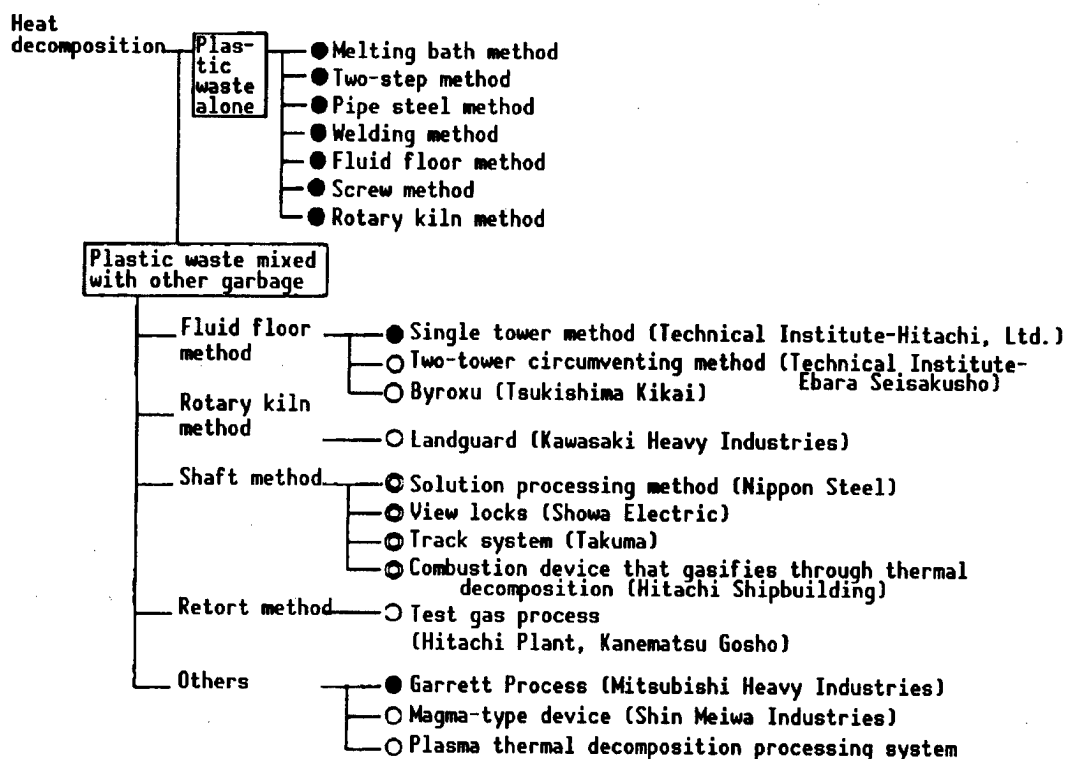 Heat
decomposition
Plas-
tic
waste
alone
Melting bath method
Two-step method
Pipe steel method
Welding method
Fluid floor method
Screw method
Rotary kiln method
Plastic waste mixed
with other garbage
Fluid floor
method
Single tower method (Technical Institute-Hitachi, Ltd.)
Two-tower circumventing method (Technical Institute-
Ebara Seisakusho)
Byroxu (Tsukishima Kikai)
Rotary kiln
method
Landguard (Kawasaki Heavy Industries)
Shaft method
Solution processing method (Nippon Steel)
View locks (Showa Electric)
Track system (Takuma)
Combustion device that gasifies through thermal
decomposition (Hitachi Shipbuilding)
Retort method
Test gas process
(Hitachi Plant, Kanematsu Gosho)
Others
Garrett Process (Mitsubishi Heavy Industries)
Magma-type device (Shin Meiwa Industries)
Plasma thermal decomposition processing system